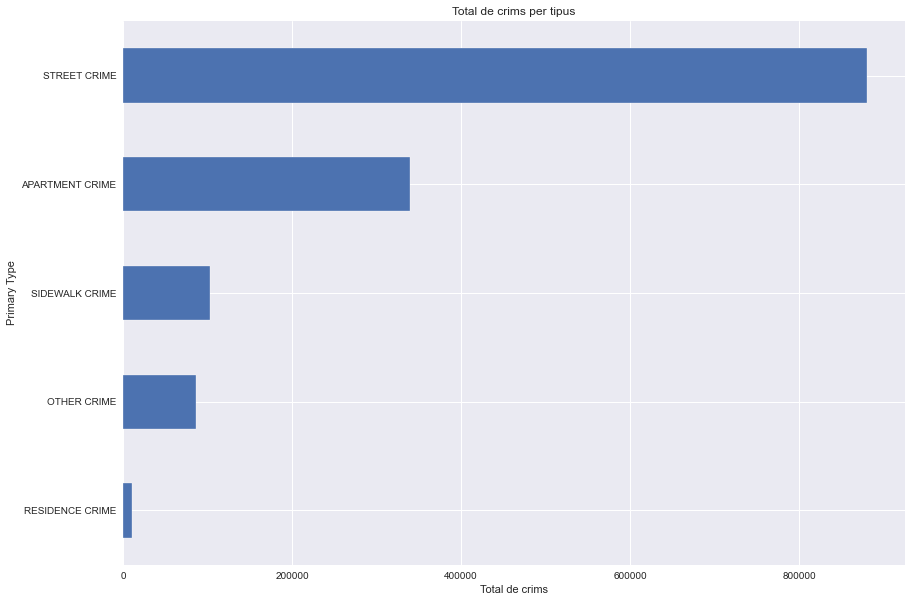 Total de crims per tipus
Primary Type
STREET CRIME
APARTMENT CRIME
SIDEWALK CRIME
OTHER CRIME
RESIDENCE CRIME
0 200000 400000 600000 800000
Total de crims